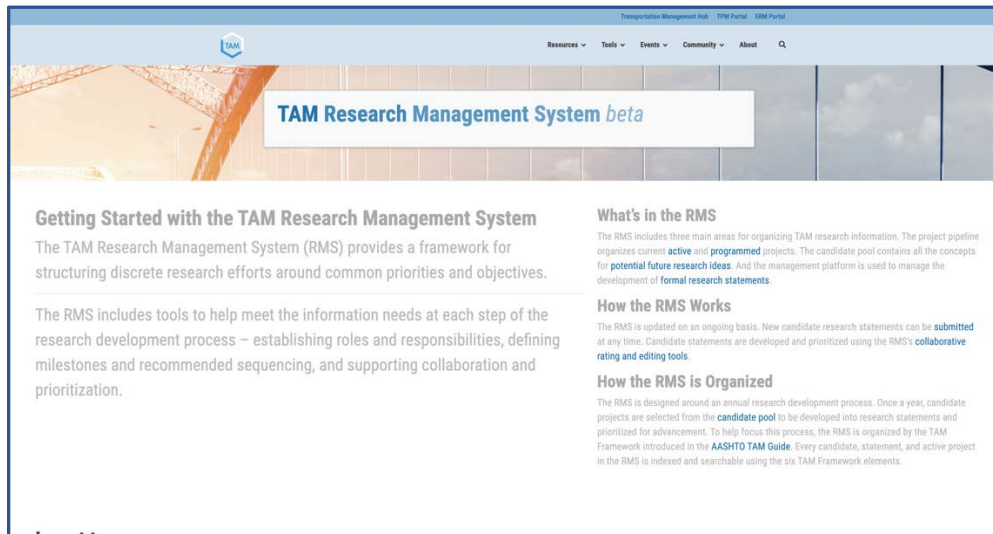 Transportation Management Hub TPM Portal ERM Portal
TAM
Resources Tools Events Community About
TAM Research Management System beta
Getting Started with the TAM Research Management System
The TAM Research Management System (RMS) provides a framework for
structuring discrete research efforts around common priorities and objectives.
The RMS includes tools to help meet the information needs at each step of the
research development process – establishing roles and responsibilities, defining
milestones and recommended sequencing, and supporting collaboration and
prioritization.
What's in the RMS
The RMS includes three main areas for organizing TAM research information. The project pipeline
organizes current active and programmed projects. The candidate pool contains all the concepts
for potential future research ideas. And the management platform is used to manage the
development of formal research statements.
How the RMS Works
The RMS is updated on an ongoing basis. New candidate research statements can be submitted
at any time. Candidate statements are developed and prioritized using the RMS's collaborative
rating and editing tools.
How the RMS is Organized
The RMS is designed around an annual research development process. Once a year, candidate
projects are selected from the candidate pool to be developed into research statements and
prioritized for advancement. To help focus this process, the RMS is organized by the TAM
Framework introduced in the AASHTO TAM Guide. Every candidate, statement, and active project
in the RMS is indexed and searchable using the six TAM Framework elements.